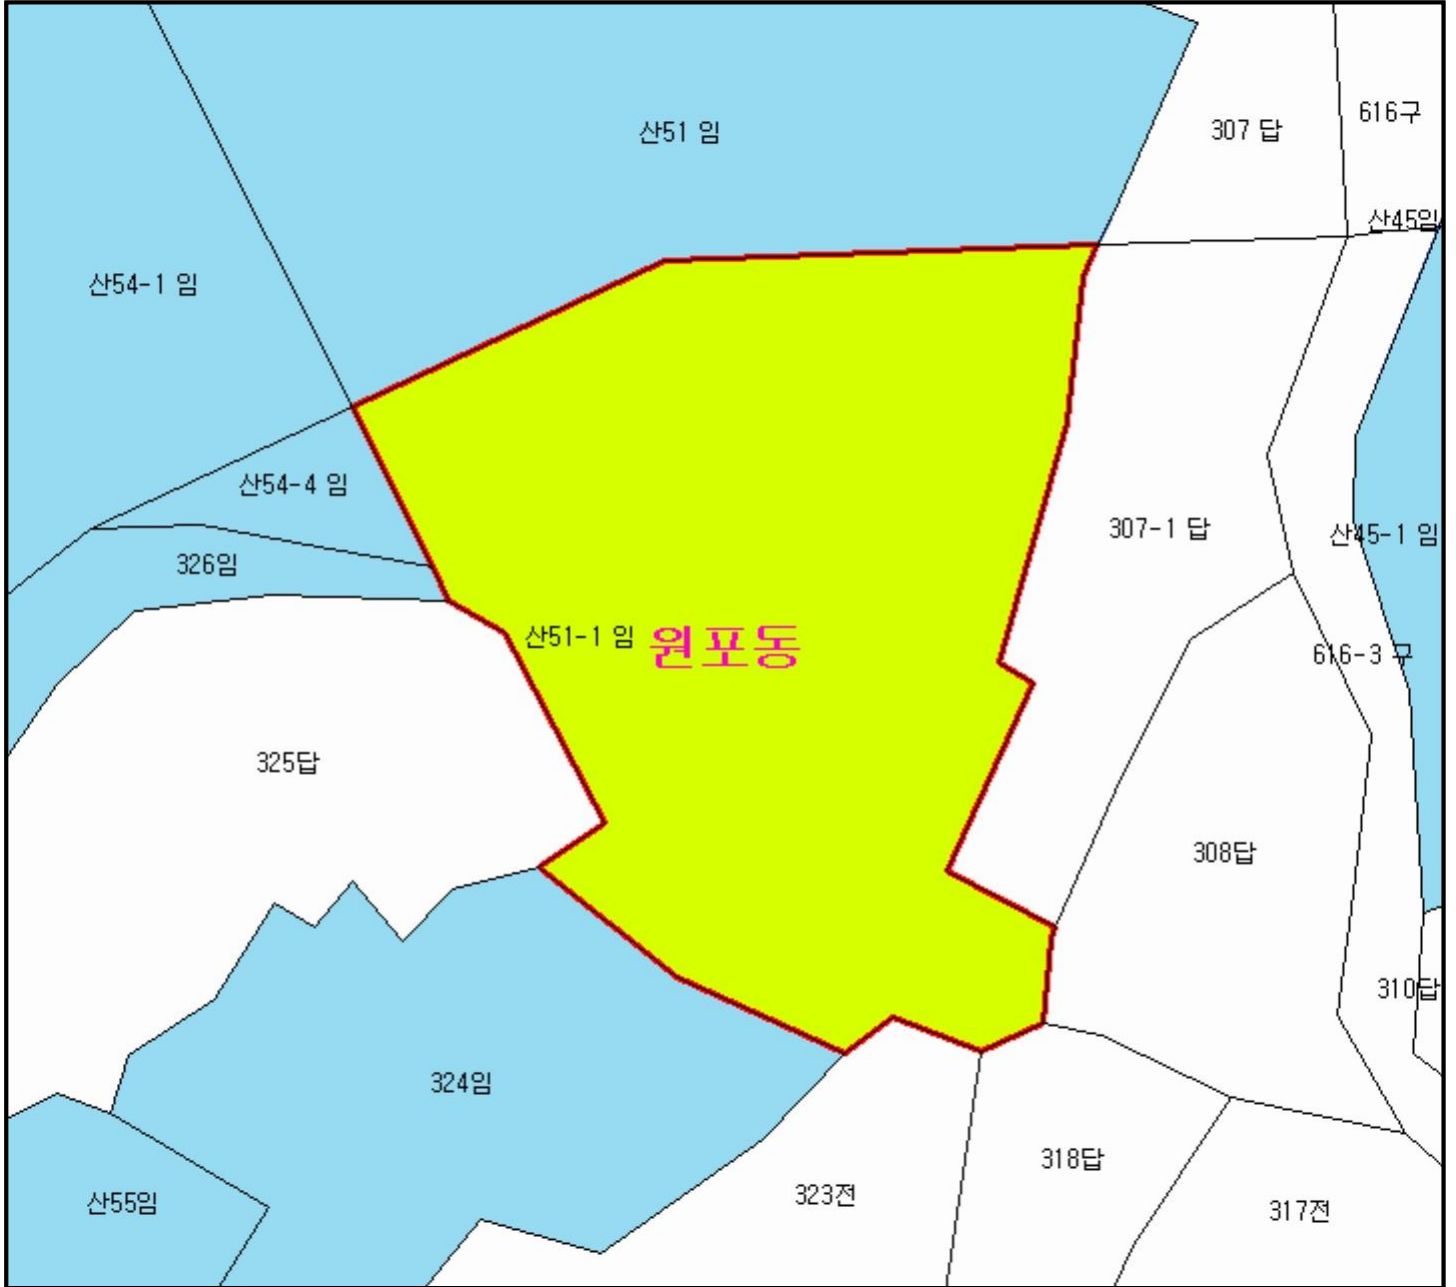 616구
산51 임
307 답
산45임
산54-1 임
산54-4 임
307-1 답
산45-1 임
326임
산51-1 임
원포동
616-3 구
325답
308답
310답
324임
318답
323전
산55임
317전